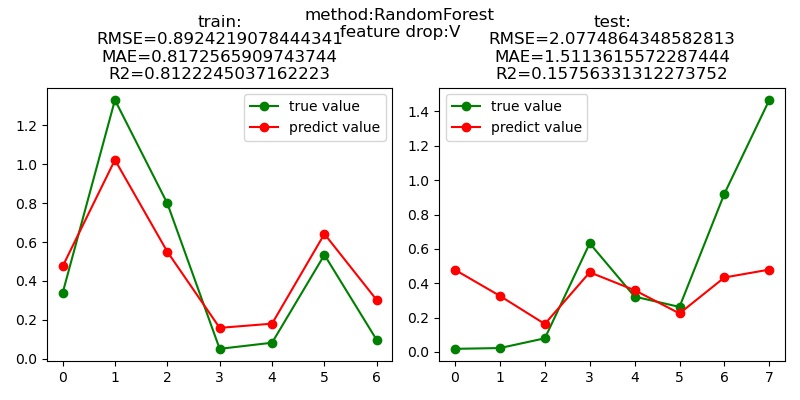 method:RandomForest
feature drop:V
train:
RMSE=0.8924219078444341
MAE=0.8172565909743744
R2=0.8122245037162223
true value
predict value
1.2
1.0
0.8
0.6
0.4
0.2
0.0
0 1 2 3 4 5 6
test:
RMSE=2.0774864348582813
MAE=1.5113615572287444
R2=0.15756331312273752
true value
predict value
1.4
1.2
1.0
0.8
0.6
0.4
0.2
0.0
0 1 2 3 4 5 6 7